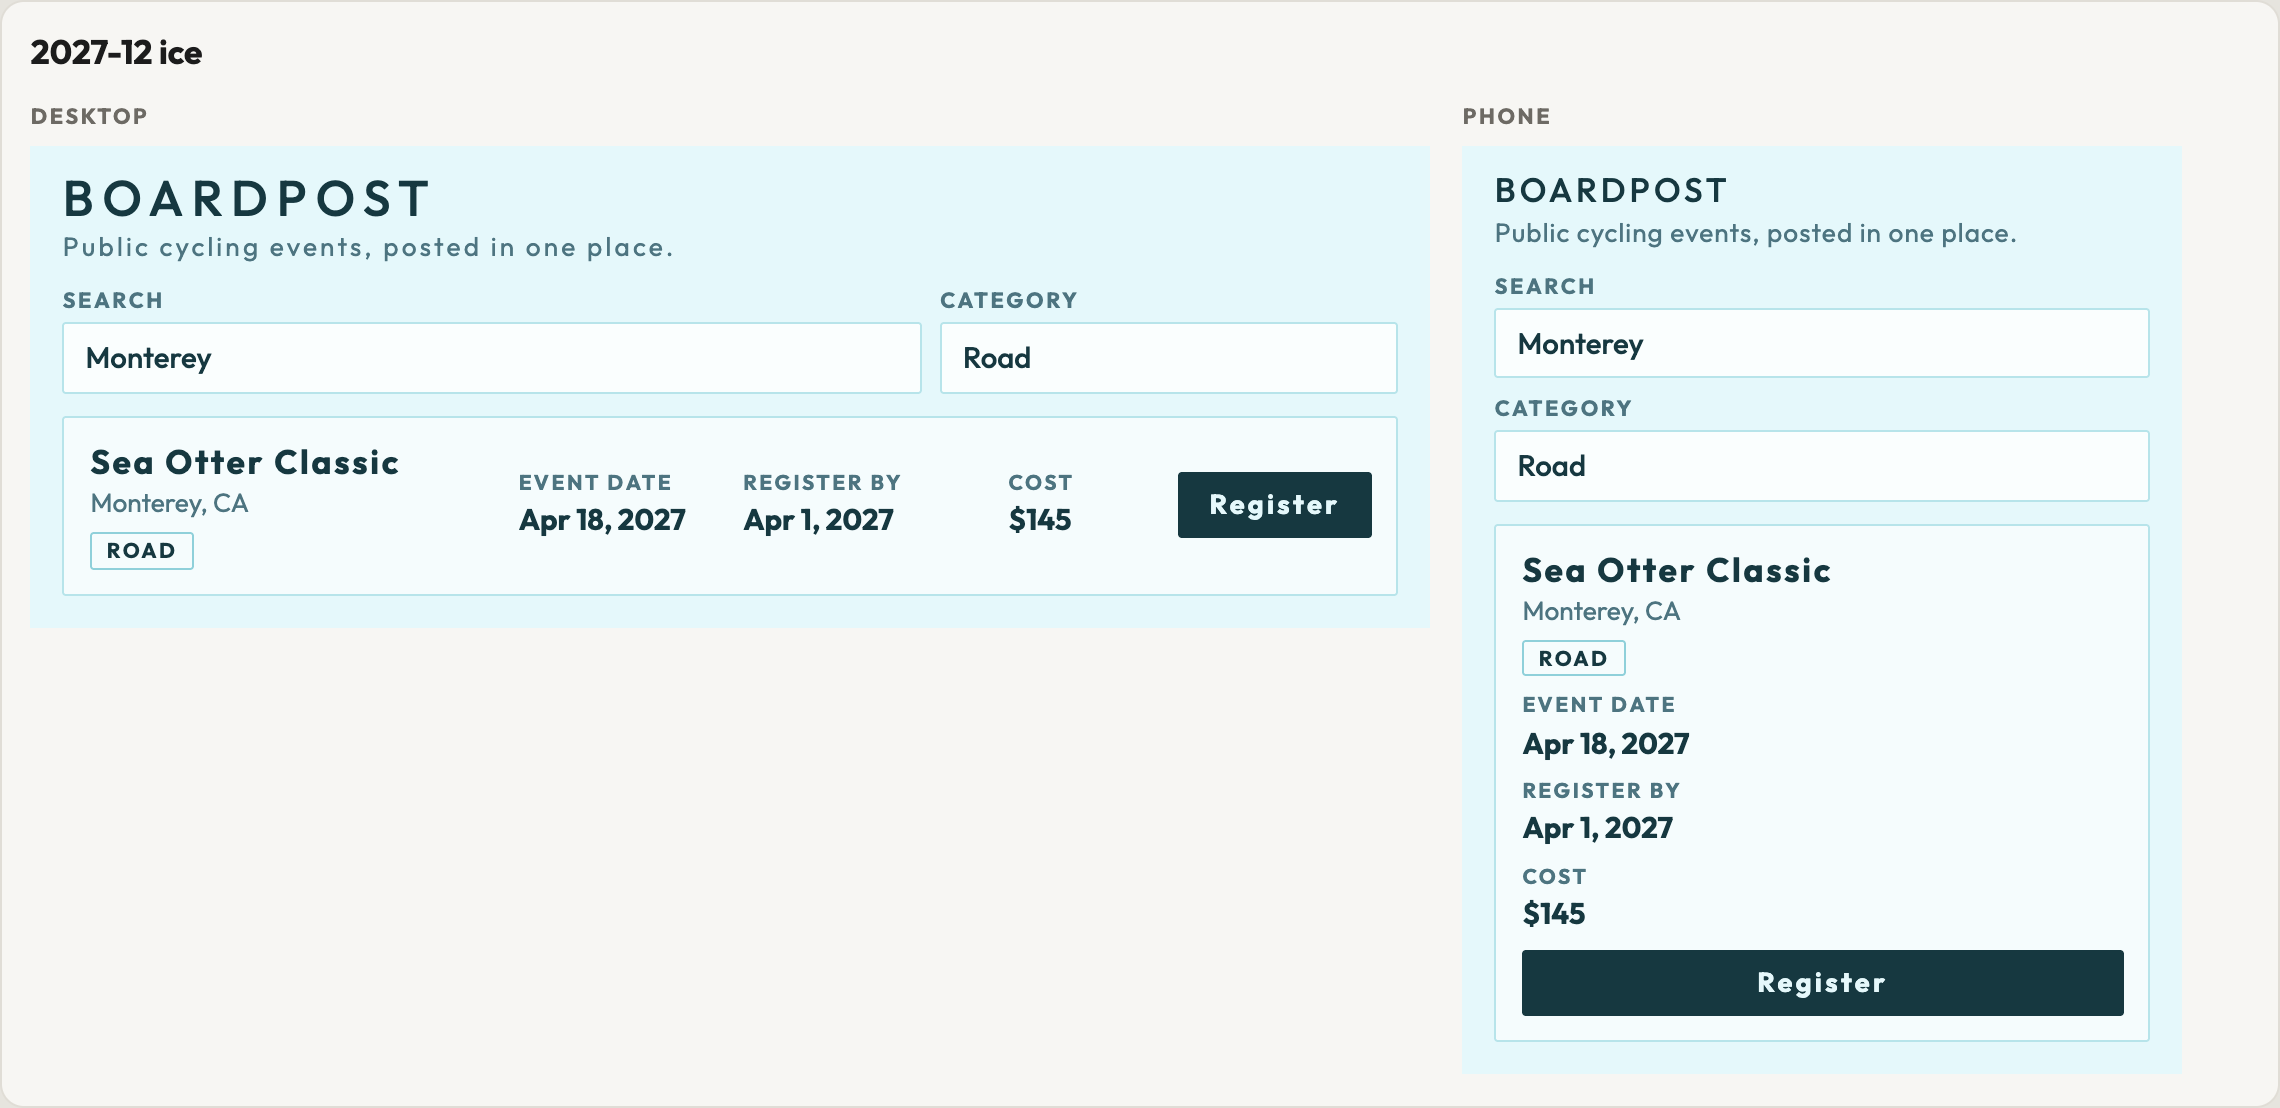 2027-12 ice
DESKTOP
BOARDPOST
Public cycling events, posted in one place.
SEARCH
Monterey
CATEGORY
Road
Sea Otter Classic
Monterey, CA
ROAD
EVENT DATE
Apr 18, 2027
REGISTER BY
Apr 1, 2027
COST
$145
Register
PHONE
BOARDPOST
Public cycling events, posted in one place.
SEARCH
Monterey
CATEGORY
Road
Sea Otter Classic
Monterey, CA
ROAD
EVENT DATE
Apr 18, 2027
REGISTER BY
Apr 1, 2027
COST
$145
Register